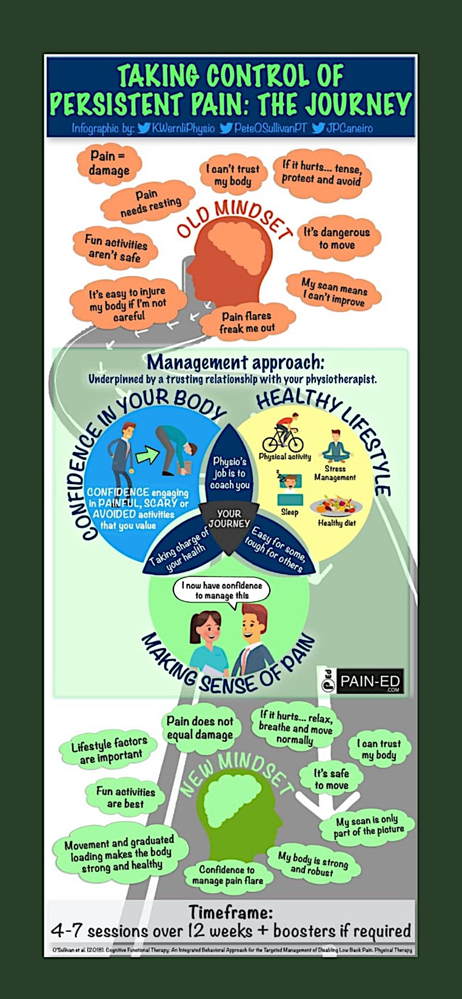 TAKING CONTROL OF
PERSISTENT PAIN: THE JOURNEY
Infographic by: KWernliPhysio PeteOSullivanPT JPCaneiro
Pain =
damage
I can't trust
my body
If it hurts... tense,
protect and avoid
Pain
needs resting
OLD MINDSET
Fun activities
aren't safe
It's dangerous
to move
It's easy to injure
my body if I'm not
careful
My scan means
I can't improve
Pain flares
freak me out
Management approach:
Underpinned by a trusting relationship with your physiotherapist.
CONFIDENCE IN YOUR BODY
HEALTHY LIFESTYLE
CONFIDENCE engaging
in PAINFUL, SCARY or
AVOIDED activities
that you value
Physio's
job is to
coach you
Physical activity
Stress
Management
Sleep
Healthy diet
YOUR
JOURNEY
Taking charge of
your health
Easy for some,
tough for others
I now have confidence
to manage this
MAKING SENSE OF PAIN
PEd
PAIN-ED
.COM
Pain does not
equal damage
If it hurts... relax,
breathe and move
normally
Lifestyle factors
are important
I can trust
my body
NEW MINDSET
It's safe
to move
Fun activities
are best
My scan is only
part of the picture
Movement and graduated
loading makes the body
strong and healthy
My body is strong
and robust
Confidence to
manage pain flare
Timeframe:
4-7 sessions over 12 weeks + boosters if required
O'Sullivan et al. (2018). Cognitive Functional Therapy: An Integrated Behavioral Approach for the Targeted Management of Disabling Low Back Pain. Physical Therapy